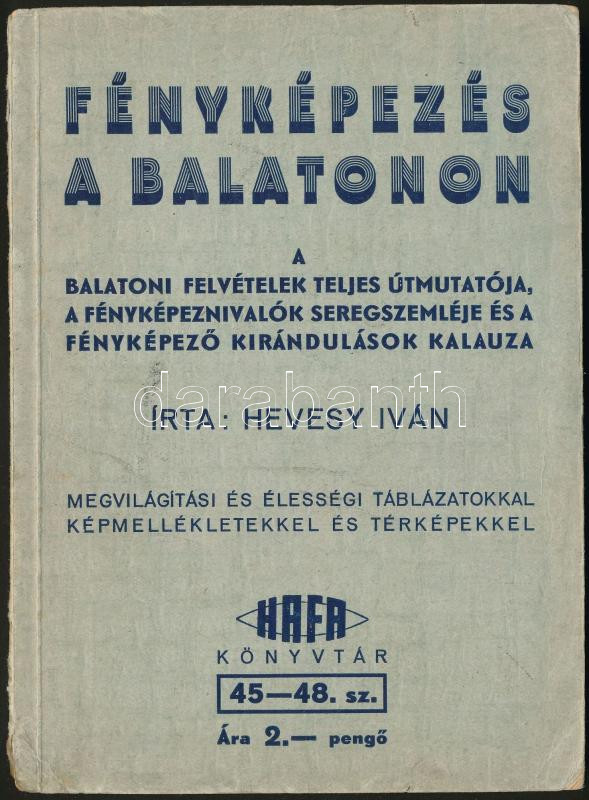 FÉNYKÉPEZÉS
A BALATONON
A
BALATONI FELVÉTELEK TELJES ÚTMUTATÓJA,
A FÉNYKÉPEZNIVALÓK SEREGSZEMLÉJE ÉS A
FÉNYKÉPEZŐ KIRÁNDULÁSOK KALAUZA
darabanth
ÍRTA: HEVESY IVÁN
MEGVILÁGÍTÁSI ÉS ÉLESSÉGI TÁBLÁZATOKKAL
KÉPMELLÉKLETEKKEL ÉS TÉRKÉPEKKEL
HAFA
KÖNYVTÁR
45—48. sz.
Ára 2.— pengő